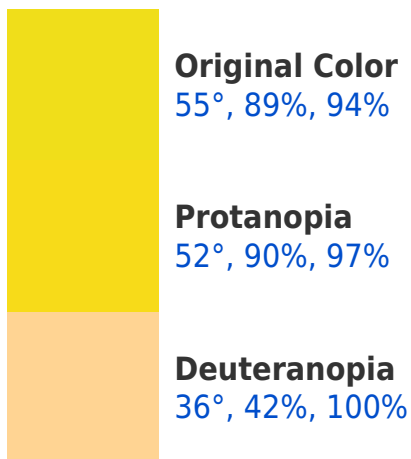 Original Color
55°, 89%, 94%
Protanopia
52°, 90%, 97%
Deuteranopia
36°, 42%, 100%